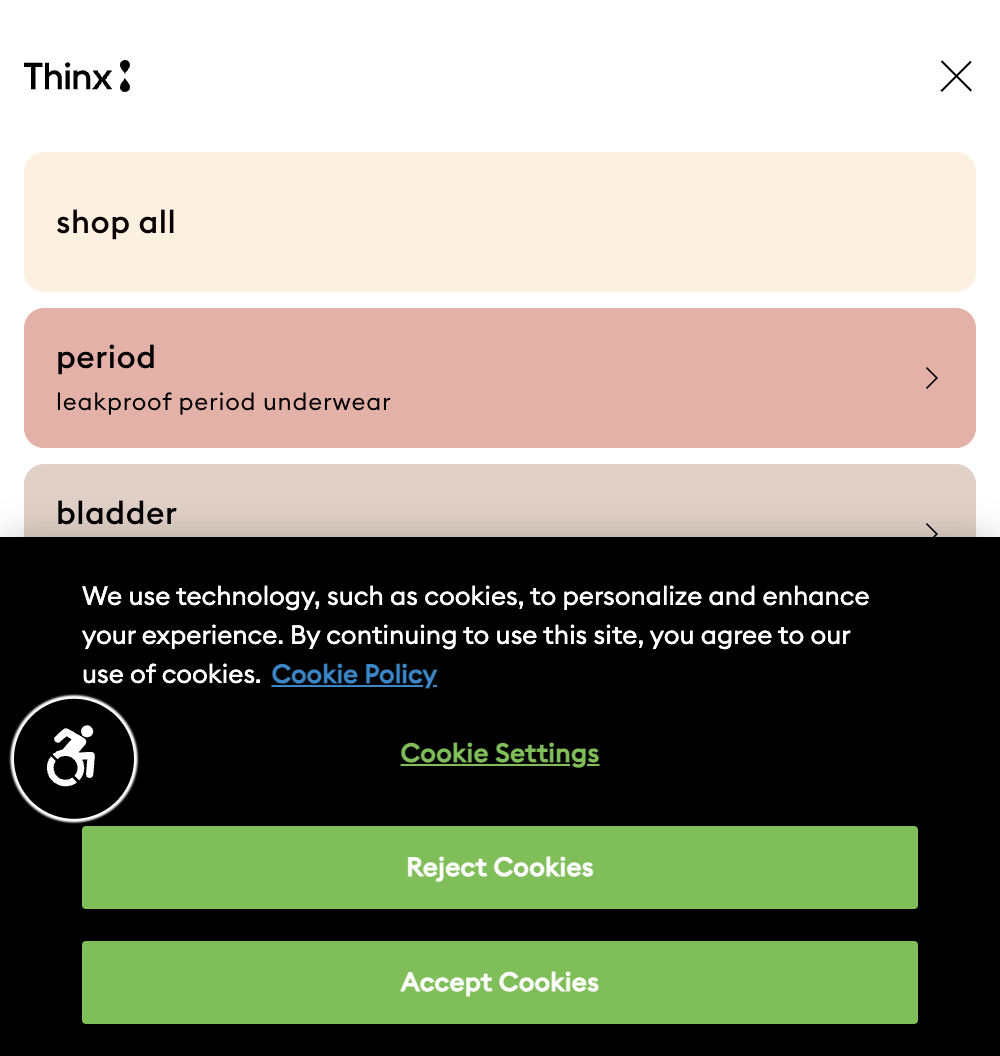 Thinx
shop all
period
leakproof period underwear
bladder
We use technology, such as cookies, to personalize and enhance
your experience. By continuing to use this site, you agree to our
use of cookies. Cookie Policy
Cookie Settings
Reject Cookies
Accept Cookies